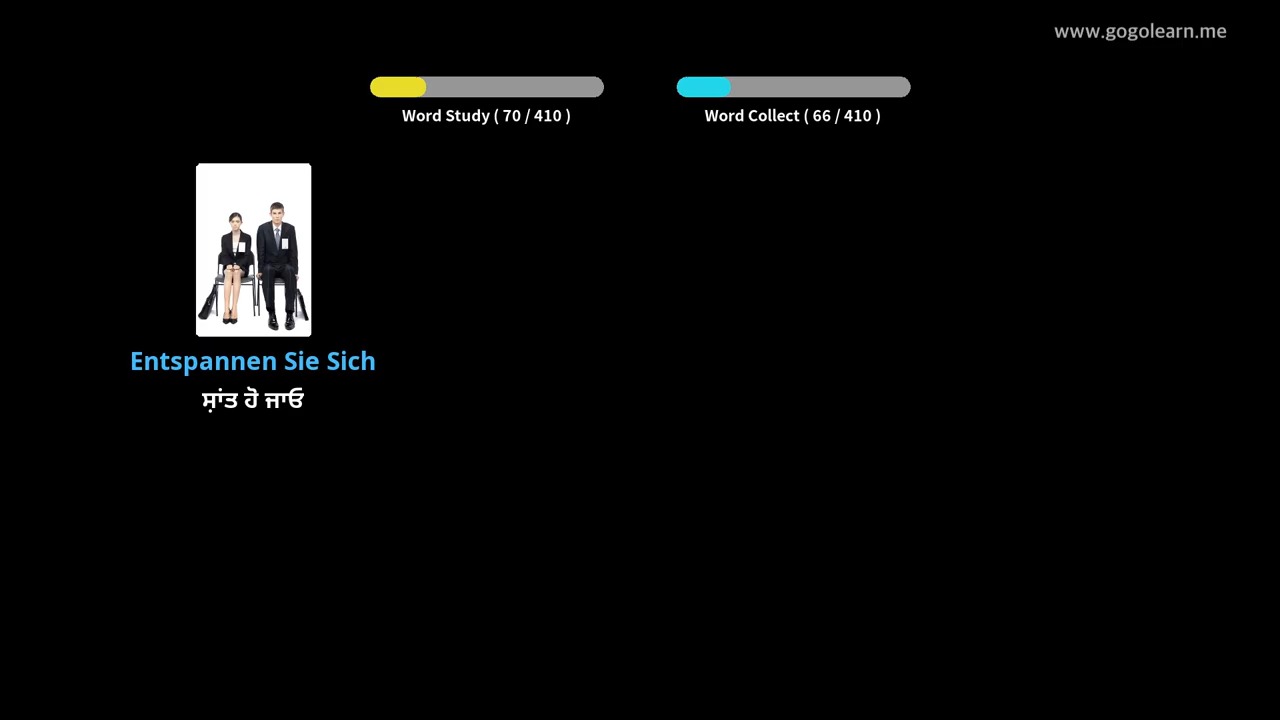 www.gogolearn.me
Word Study ( 70 / 410 )
Word Collect ( 66 / 410 )
Entspannen Sie Sich
ਸ਼ਾਂਤ ਹੋ ਜਾਓ